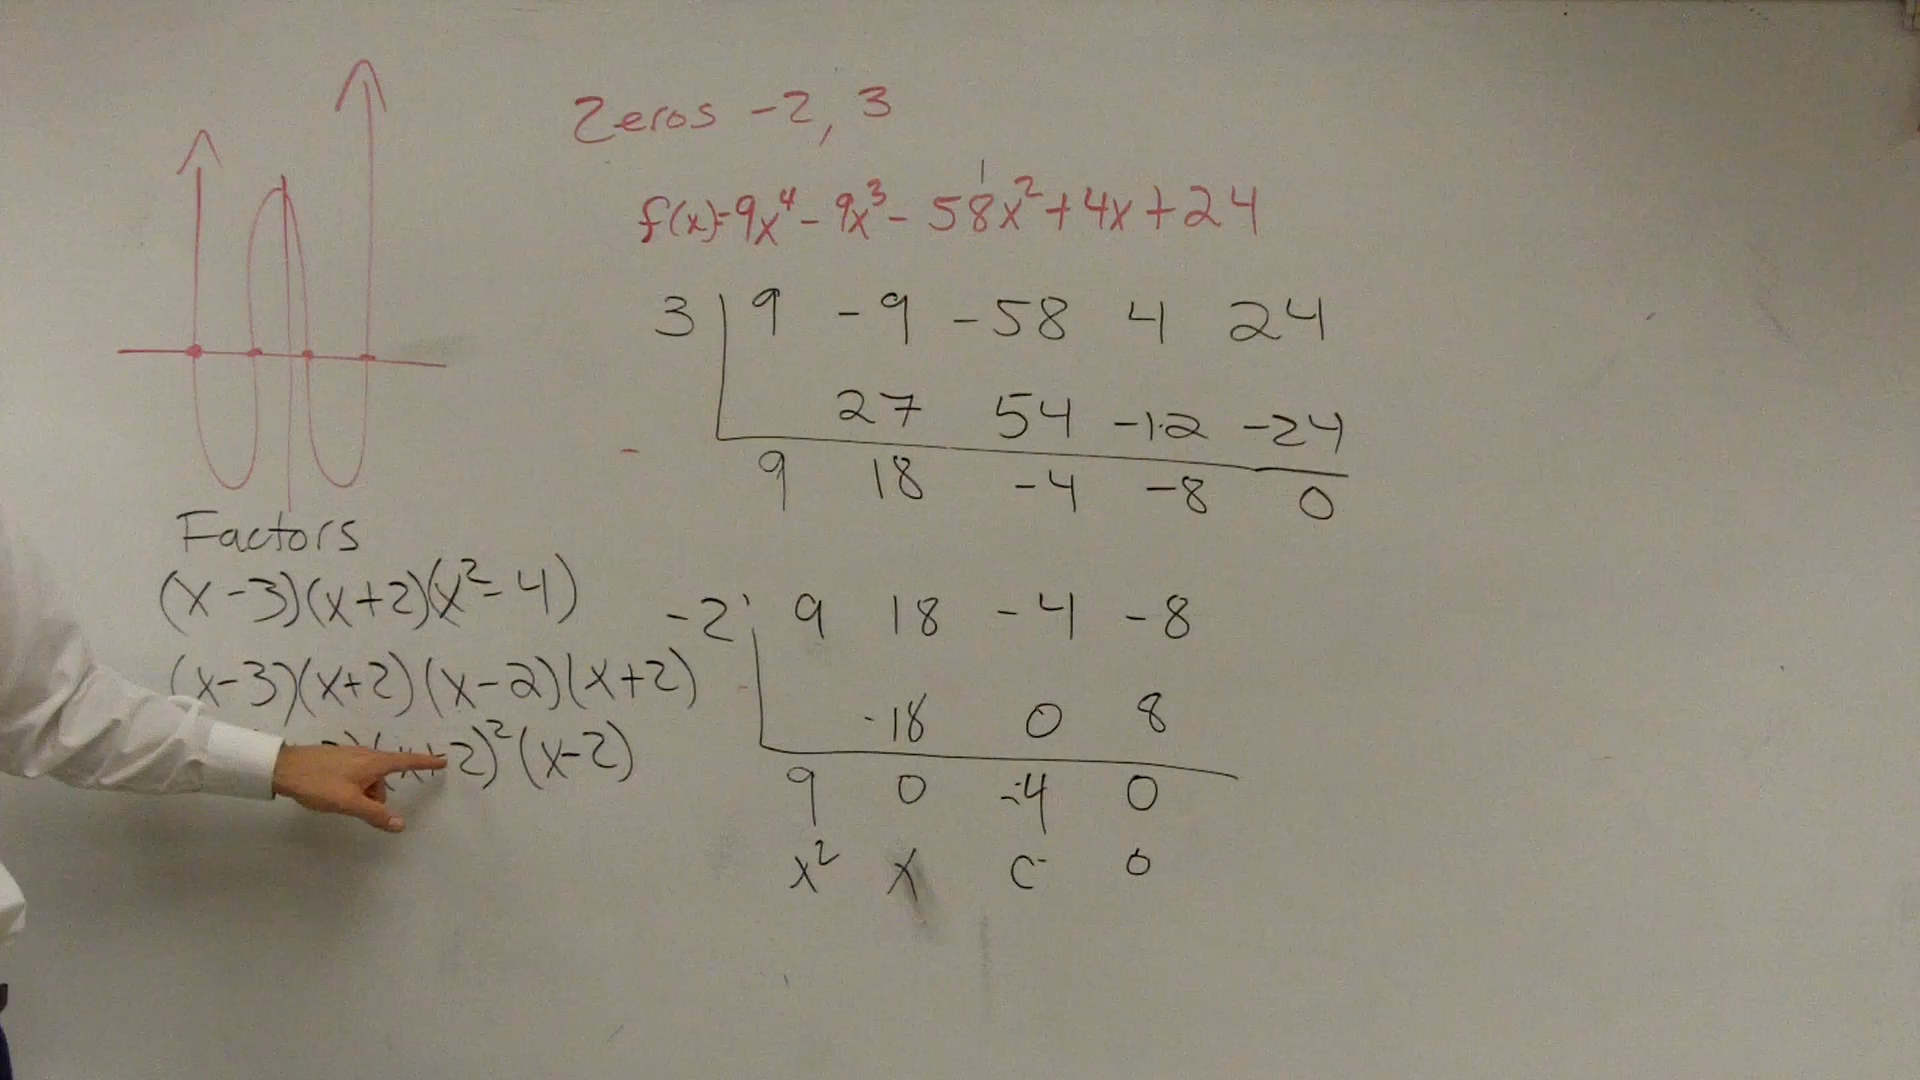 Zeros -2, 3
f(x)=9x⁴-9x³-58x²+4x+24
3 9 -9 -58 4 24
27 54 -12 -24
9 18 -4 -8 0
Factors
(x-3)(x+2)(x²-4)
(x-3)(x+2)(x-2)(x+2)
(x+2)²(x-2)
-2 9 18 -4 -8
-18 0 8
9 0 -4 0
x² x c 0